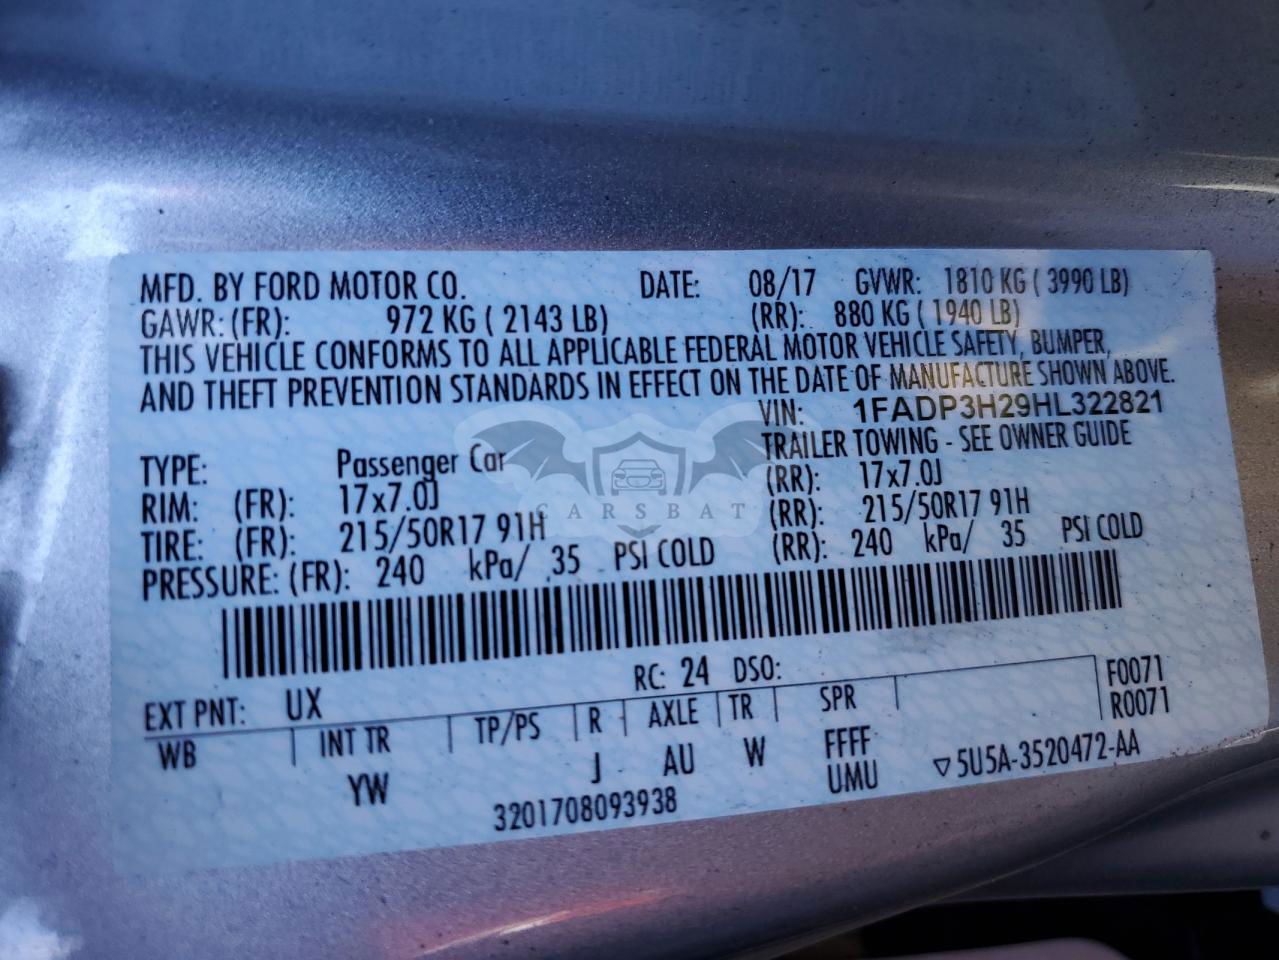 MFD. BY FORD MOTOR CO. DATE: 08/17 GVWR: 1810 KG ( 3990 LB)
GAWR: (FR): 972 KG ( 2143 LB) (RR): 880 KG ( 1940 LB)
THIS VEHICLE CONFORMS TO ALL APPLICABLE FEDERAL MOTOR VEHICLE SAFETY, BUMPER,
AND THEFT PREVENTION STANDARDS IN EFFECT ON THE DATE OF MANUFACTURE SHOWN ABOVE.
VIN: 1FADP3H29HL322821
TRAILER TOWING - SEE OWNER GUIDE
TYPE: Passenger Car
RIM: (FR): 17x7.0J (RR): 17x7.0J
TIRE: (FR): 215/50R17 91H (RR): 215/50R17 91H
PRESSURE: (FR): 240 kPa/ 35 PSI COLD (RR): 240 kPa/ 35 PSI COLD
CARSBAT
RC: 24 DSO:
EXT PNT: UX F0071
WB INT TR TP/PS R AXLE TR SPR R0071
YW J AU W FFFF
UMU ▽5U5A-3520472-AA
3201708093938